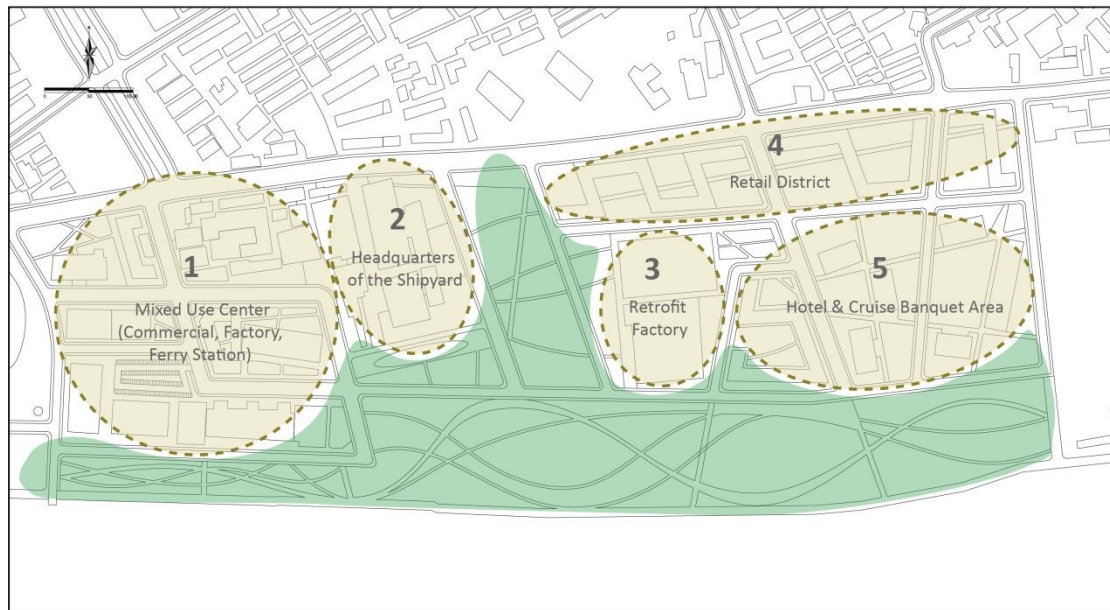 1
Mixed Use Center
(Commercial, Factory,
Ferry Station)
2
Headquarters
of the Shipyard
3
Retrofit
Factory
4
Retail District
5
Hotel & Cruise Banquet Area